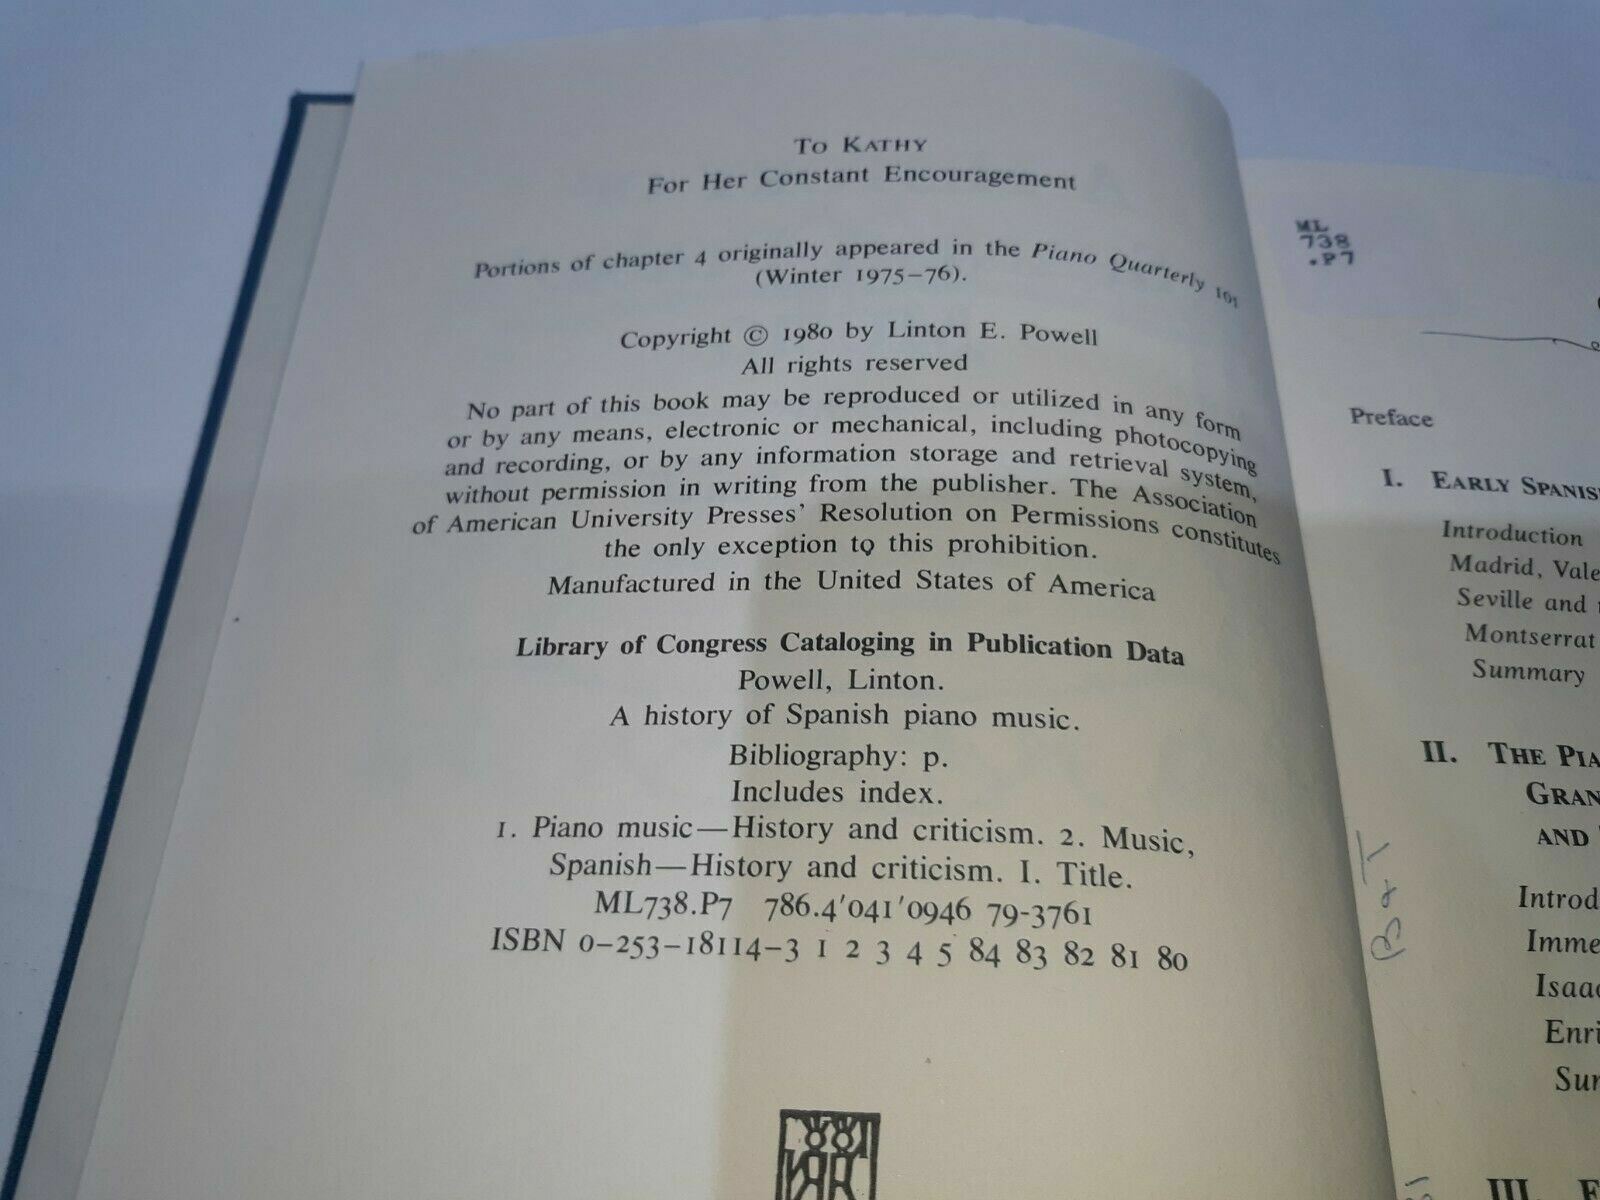 TO KATHY
FOR HER CONSTANT ENCOURAGEMENT
Portions of chapter 4 originally appeared in the Piano Quarterly 101
(Winter 1975–76).
Copyright © 1980 by Linton E. Powell
All rights reserved
No part of this book may be reproduced or utilized in any form
or by any means, electronic or mechanical, including photocopying
and recording, or by any information storage and retrieval system,
without permission in writing from the publisher. The Association
of American University Presses' Resolution on Permissions constitutes
the only exception to this prohibition.
Manufactured in the United States of America
Library of Congress Cataloging in Publication Data
Powell, Linton.
A history of Spanish piano music.
Bibliography: p.
Includes index.
1. Piano music—History and criticism. 2. Music,
Spanish—History and criticism. I. Title.
ML738.P7 786.4'041'0946 79-3761
ISBN 0–253–18114–3 1 2 3 4 5 84 83 82 81 80
ML
738
.P7
Preface
I. EARLY SPANIS
Introduction
Madrid, Vale
Seville and
Montserrat
Summary
II. THE PIA
GRAN
AND
Introd
Imme
Isaac
Enri
Sum
III